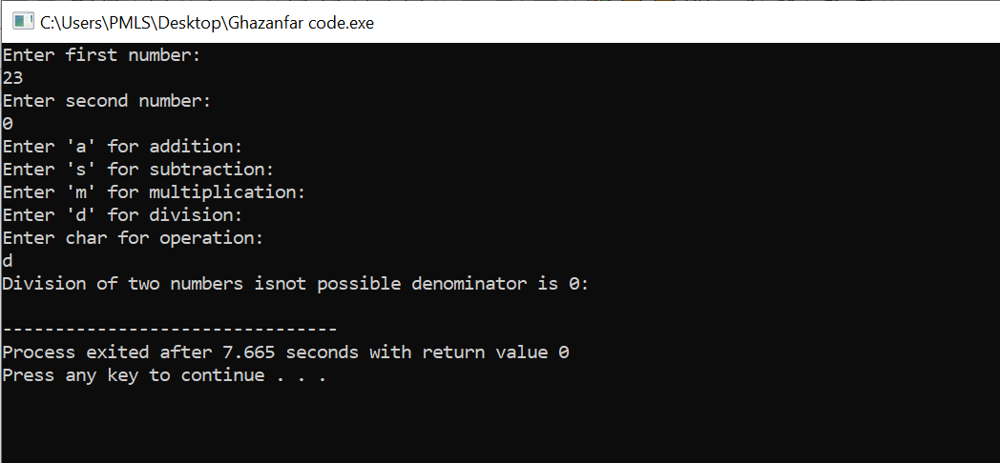 C:\Users\PMLS\Desktop\Ghazanfar code.exe
Enter first number:
23
Enter second number:
0
Enter 'a' for addition:
Enter 's' for subtraction:
Enter 'm' for multiplication:
Enter 'd' for division:
Enter char for operation:
d
Division of two numbers isnot possible denominator is 0:
--------------------------------
Process exited after 7.665 seconds with return value 0
Press any key to continue . . .